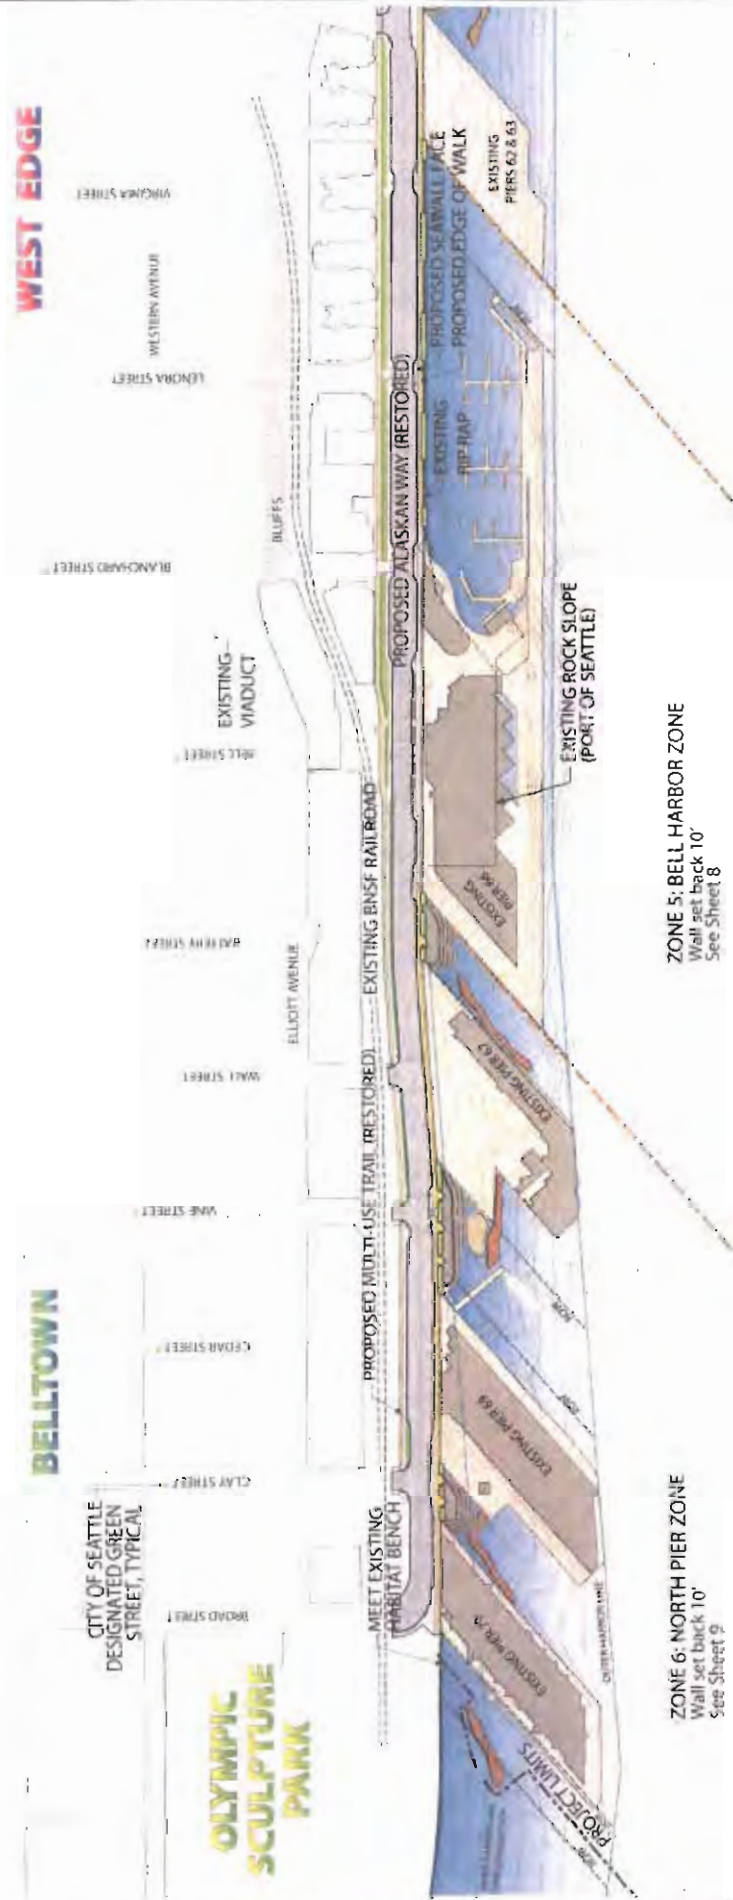 WEST EDGE
VIRGINIA STREET
WESTERN AVENUE
LENORA STREET
BLUFFS
BLANCHARD STREET
EXISTING
VIADUCT
BELL STREET
BATTERY STREET
ELLIOTT AVENUE
WALL STREET
VINE STREET
BELLTOWN
CEDAR STREET
CLAY STREET
CITY OF SEATTLE
DESIGNATED GREEN
STREET, TYPICAL
BROAD STREET
OLYMPIC
SCULPTURE
PARK
MEET EXISTING
HABITAT BENCH
PROPOSED MULTI-USE TRAIL (RESTORED)
EXISTING BNSF RAILROAD
PROPOSED ALASKAN WAY (RESTORED)
PROPOSED SEAWALL FACE
PROPOSED EDGE OF WALK
EXISTING
RIP-RAP
EXISTING
PIERS 62 & 63
EXISTING ROCK SLOPE
(PORT OF SEATTLE)
EXISTING
PIER 66
EXISTING PIER 67
EXISTING PIER 69
EXISTING PIER 70
OUTER HARBOR LINE
PROJECT LIMITS
ZONE 5: BELL HARBOR ZONE
Wall set back 10'
See Sheet 8
ZONE 6: NORTH PIER ZONE
Wall set back 10'
See Sheet 9